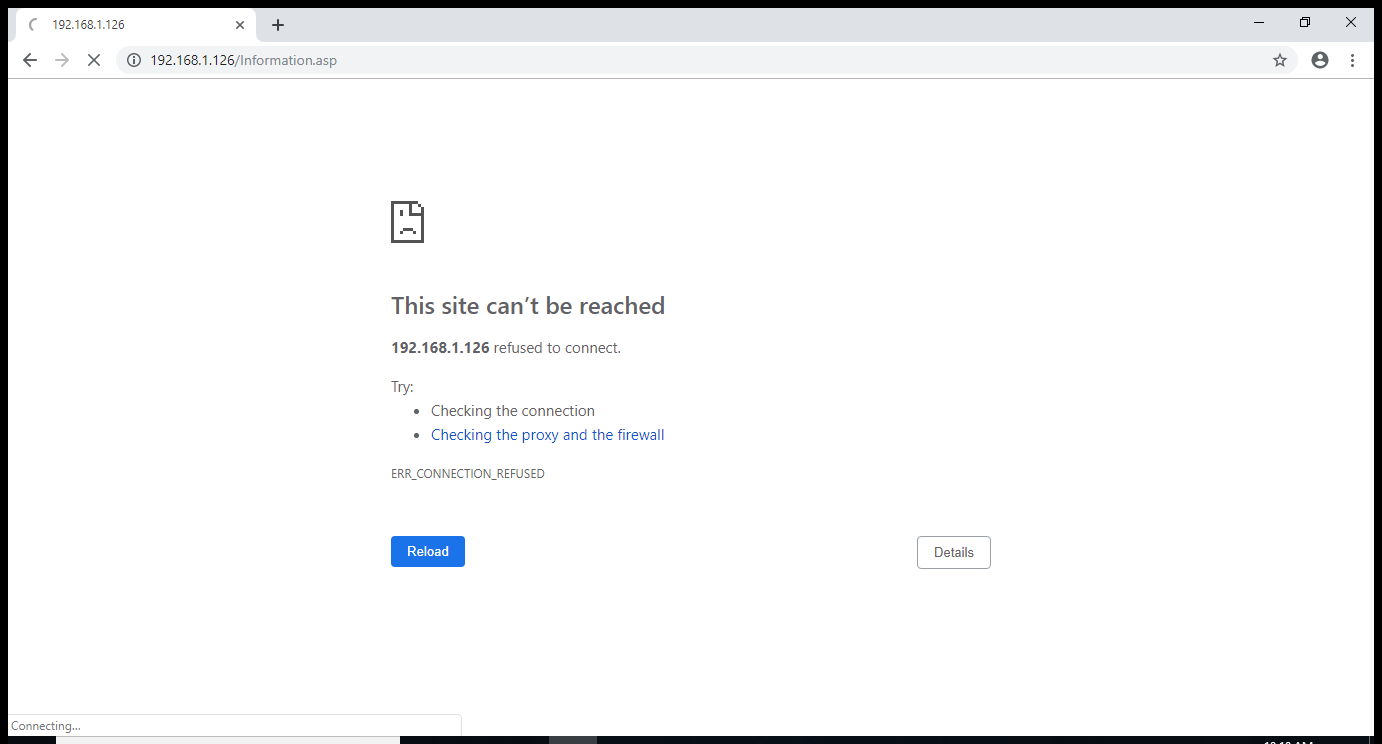 192.168.1.126
192.168.1.126/Information.asp
This site can’t be reached
192.168.1.126 refused to connect.
Try:
Checking the connection
Checking the proxy and the firewall
ERR_CONNECTION_REFUSED
Reload
Details
Connecting...